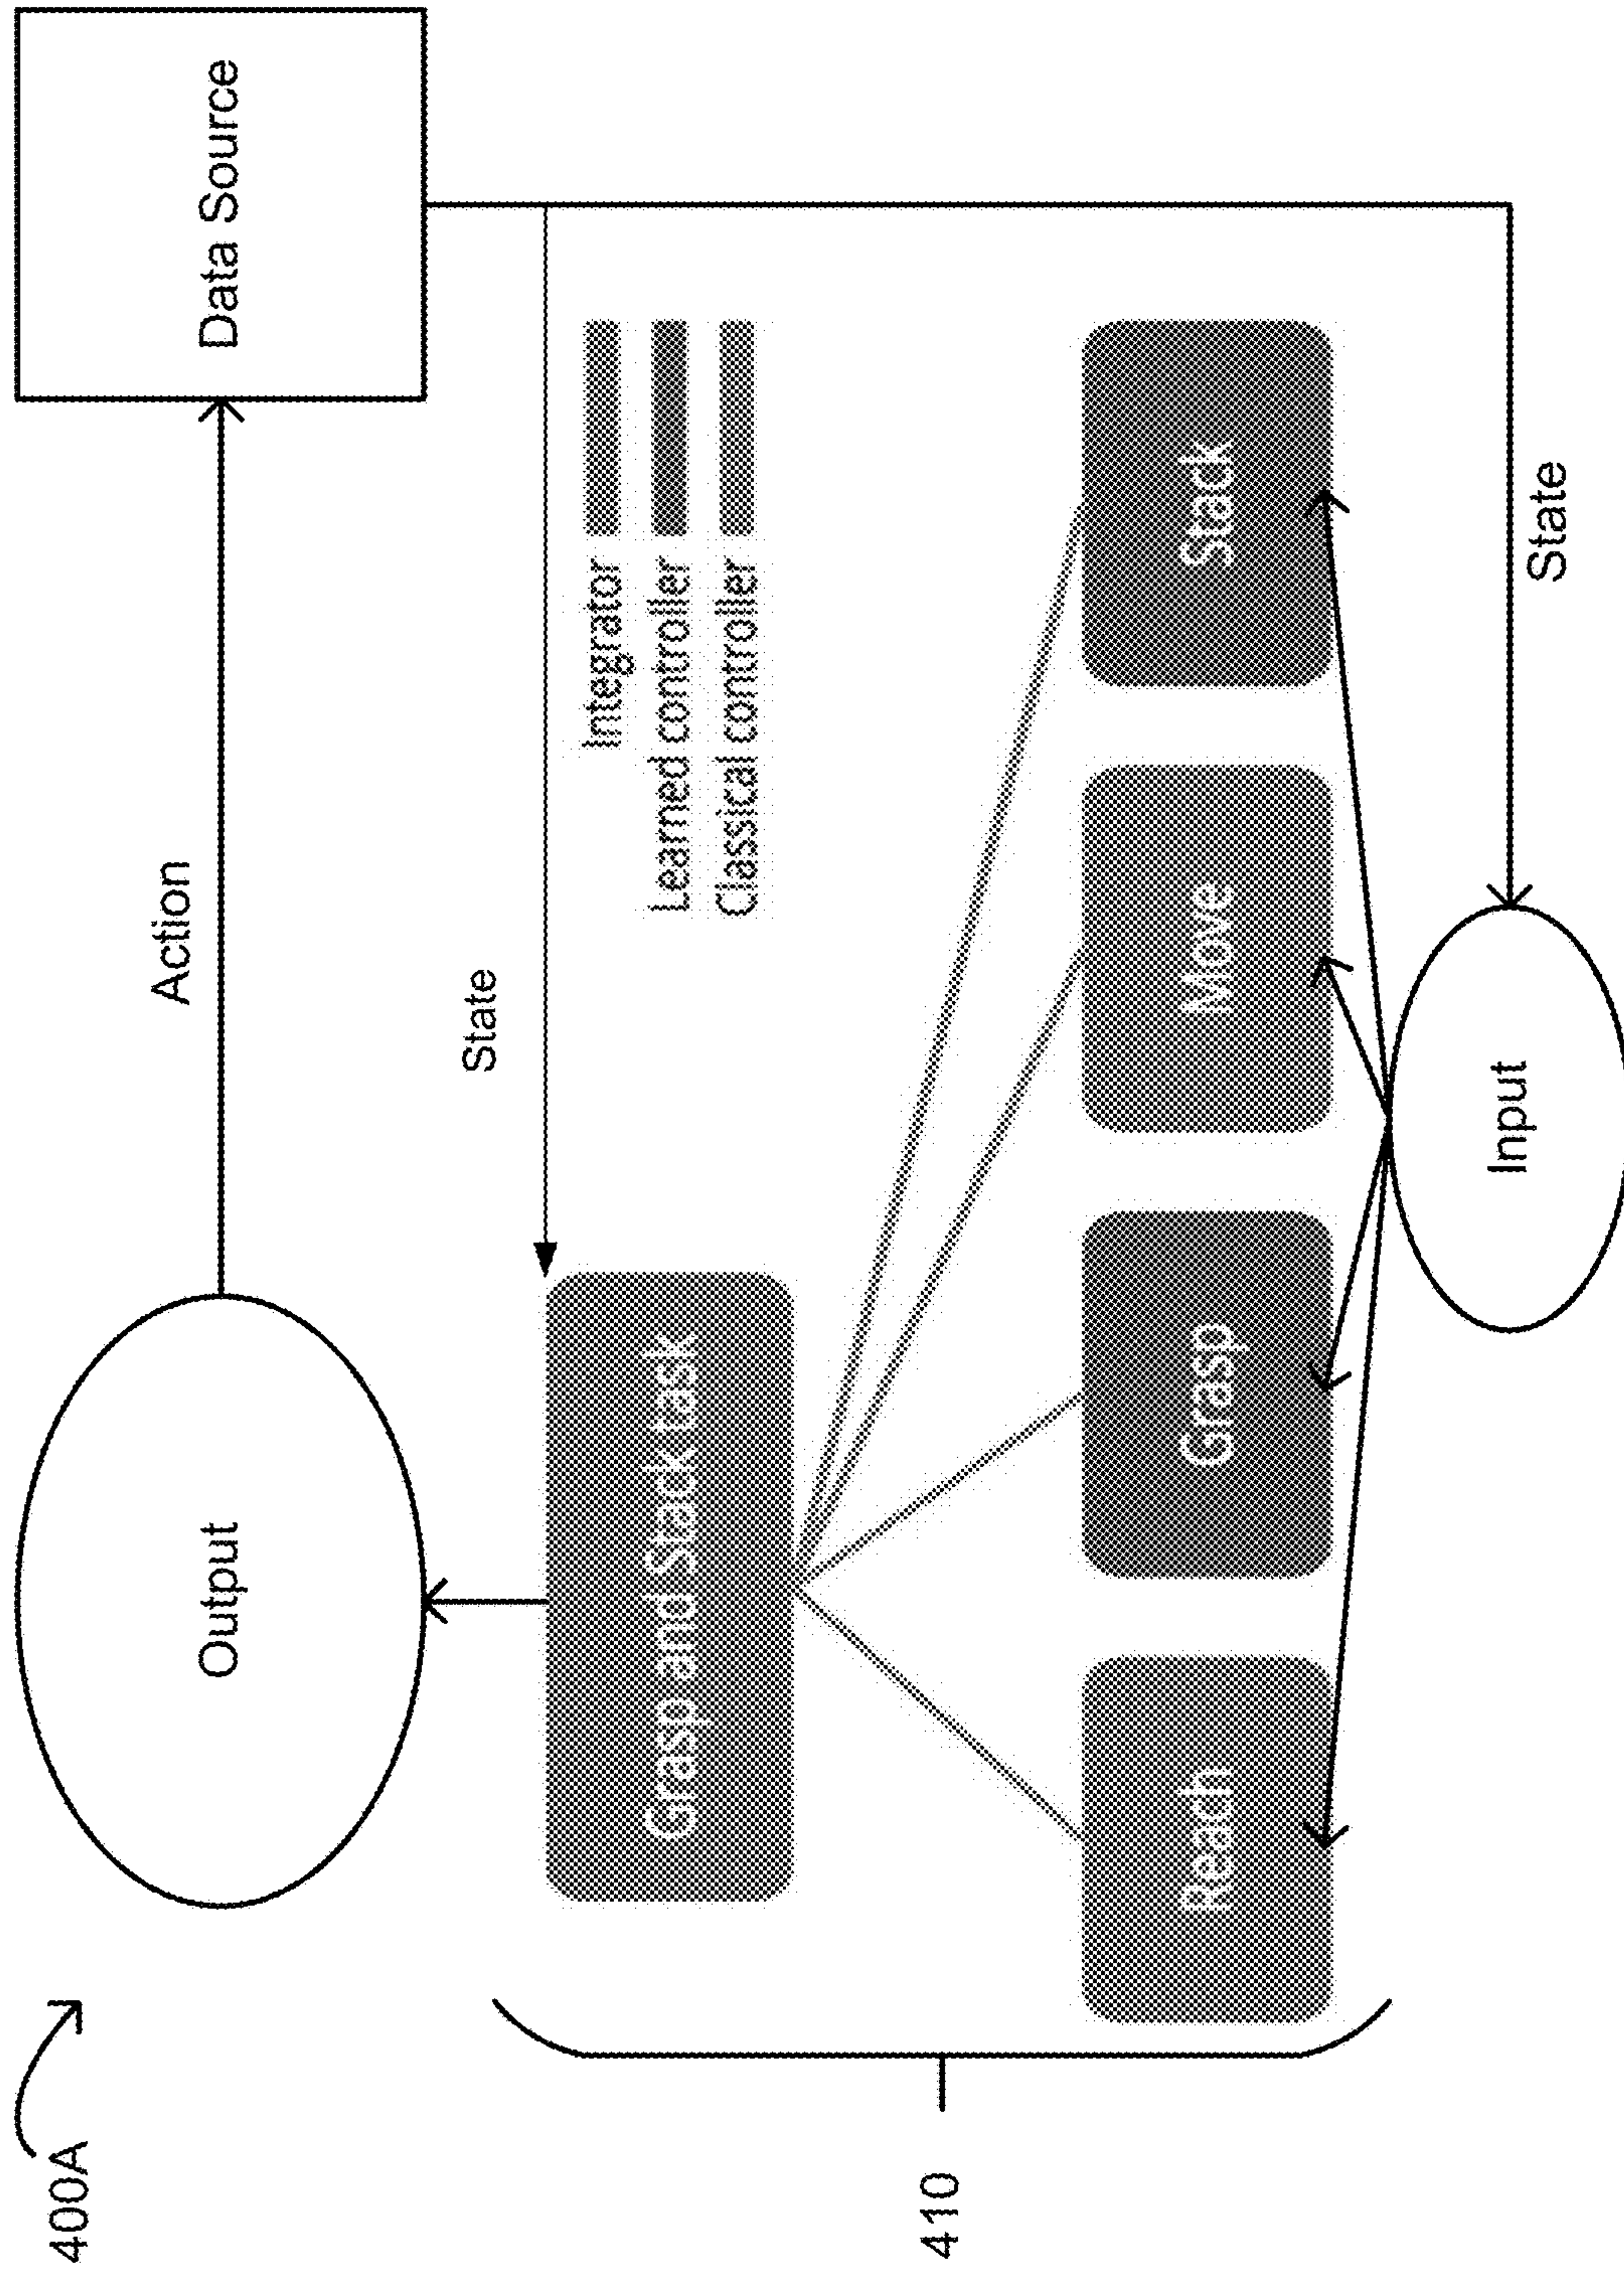 400A
Output
Action
Data Source
State
Integrator
Learned controller
Classical controller
Grasp and Stack task
410
Reach
Grasp
Move
Stack
Input
State